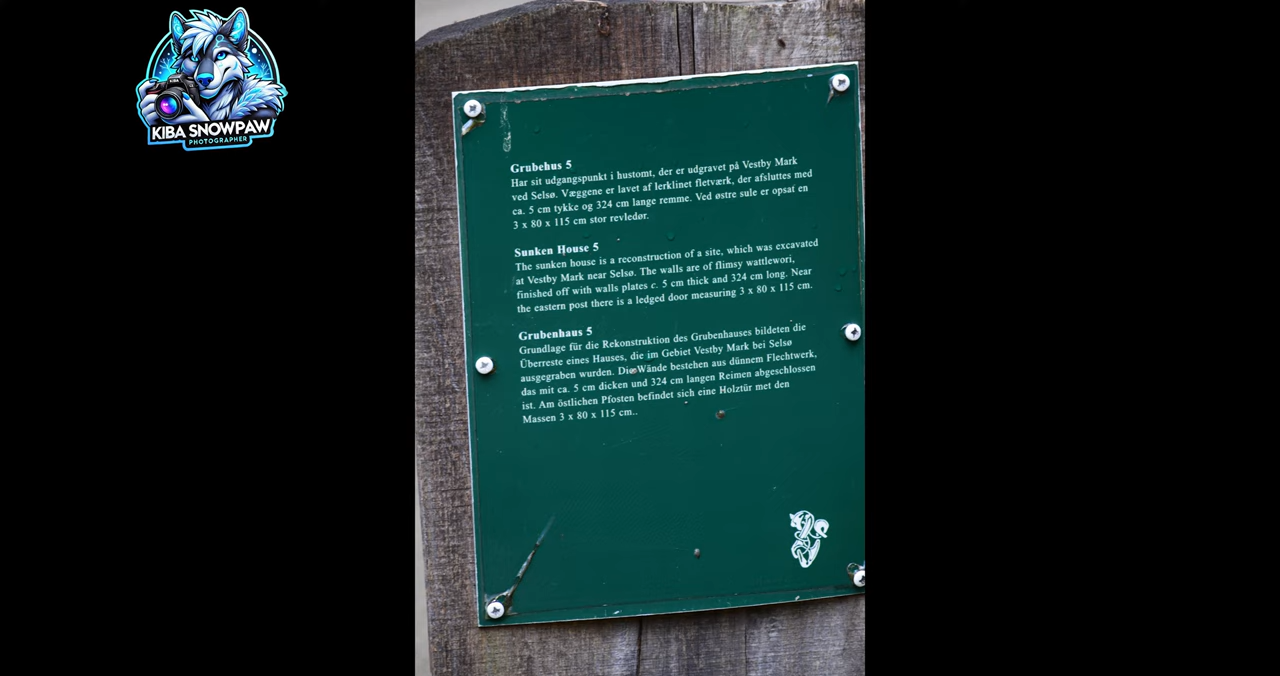 KIBA
KIBA SNOWPAW
PHOTOGRAPHER
Grubehus 5
Har sit udgangspunkt i hustomt, der er udgravet på Vestby Mark
ved Selsø. Væggene er lavet af lerklinet fletværk, der afsluttes med
ca. 5 cm tykke og 324 cm lange remme. Ved østre sule er opsat en
3 x 80 x 115 cm stor revledør.
Sunken House 5
The sunken house is a reconstruction of a site, which was excavated
at Vestby Mark near Selsø. The walls are of flimsy wattlewori,
finished off with walls plates c. 5 cm thick and 324 cm long. Near
the eastern post there is a ledged door measuring 3 x 80 x 115 cm.
Grubenhaus 5
Grundlage für die Rekonstruktion des Grubenhauses bildeten die
Überreste eines Hauses, die im Gebiet Vestby Mark bei Selsø
ausgegraben wurden. Die Wände bestehen aus dünnem Flechtwerk,
das mit ca. 5 cm dicken und 324 cm langen Reimen abgeschlossen
ist. Am östlichen Pfosten befindet sich eine Holztür met den
Massen 3 x 80 x 115 cm..